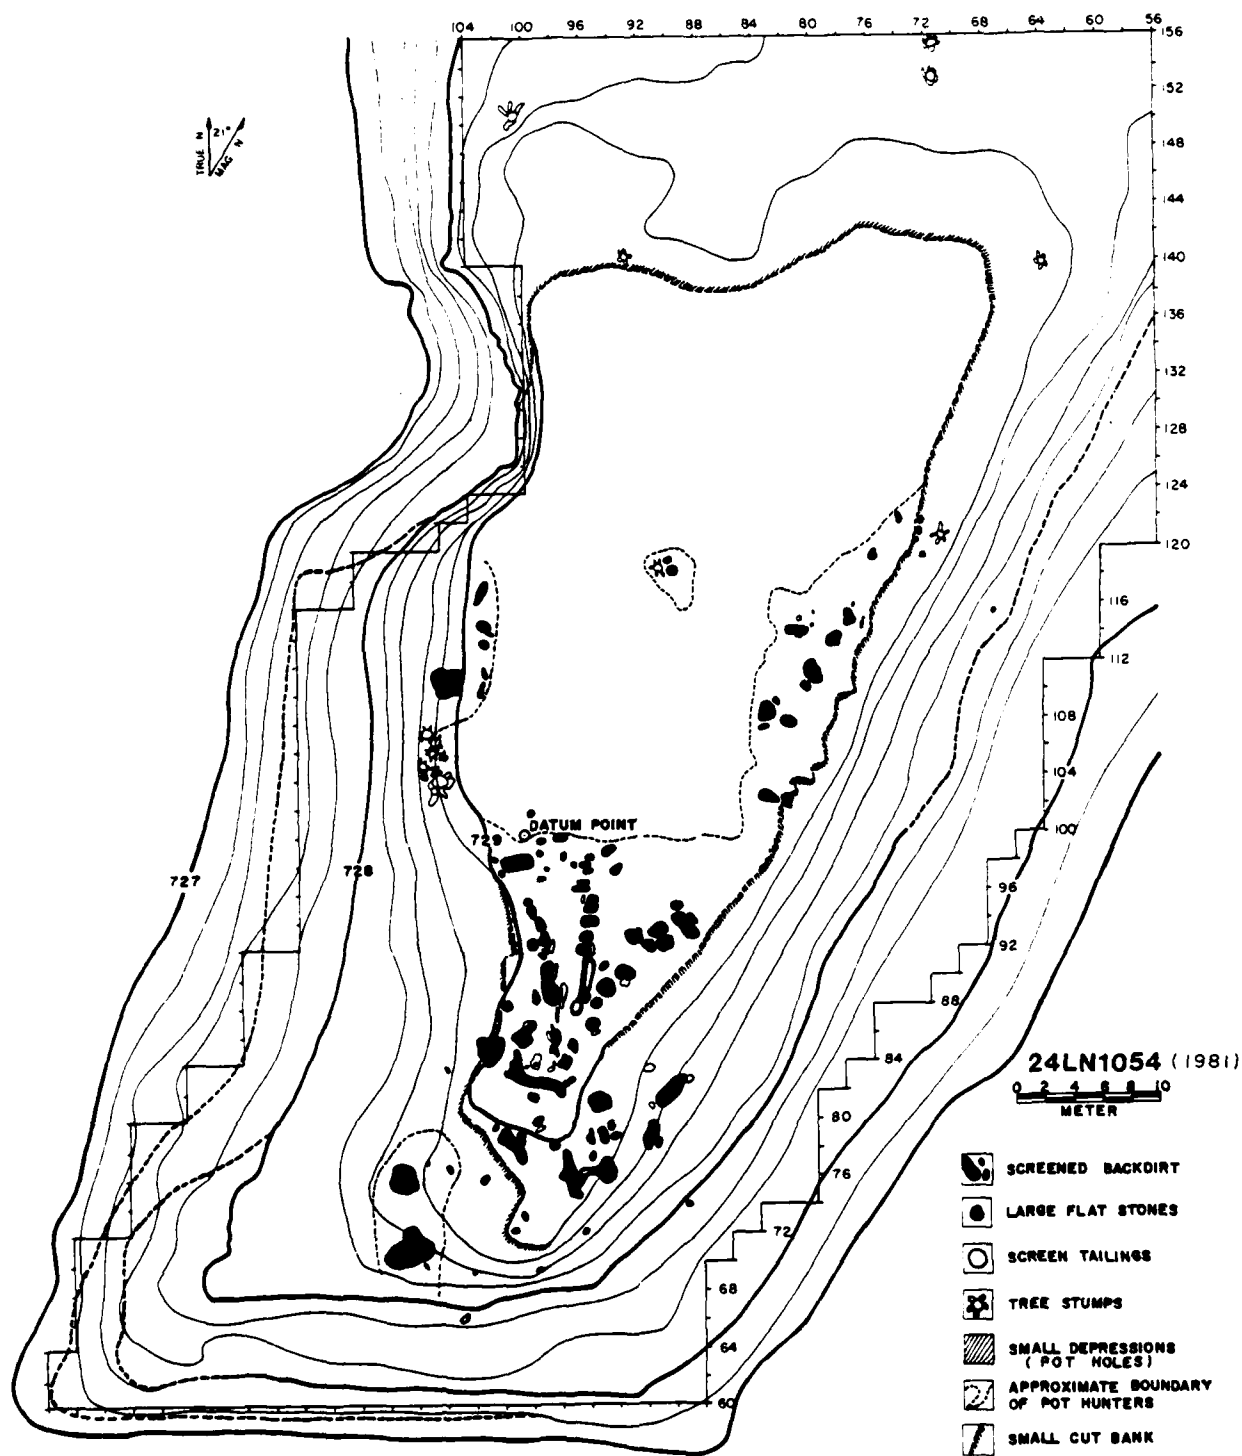 104 100 96 92 88 84 80 76 72 68 64 60 56
156
152
148
144
140
136
132
128
124
120
116
112
108
104
100
96
92
88
84
80
76
72
68
64
60
TRUE N
21°
MAG N
DATUM POINT
729
728
727
24LN1054 (1981)
0 2 4 6 8 10
METER
SCREENED BACKDIRT
LARGE FLAT STONES
SCREEN TAILINGS
TREE STUMPS
SMALL DEPRESSIONS
(POT HOLES)
APPROXIMATE BOUNDARY
OF POT HUNTERS
SMALL CUT BANK